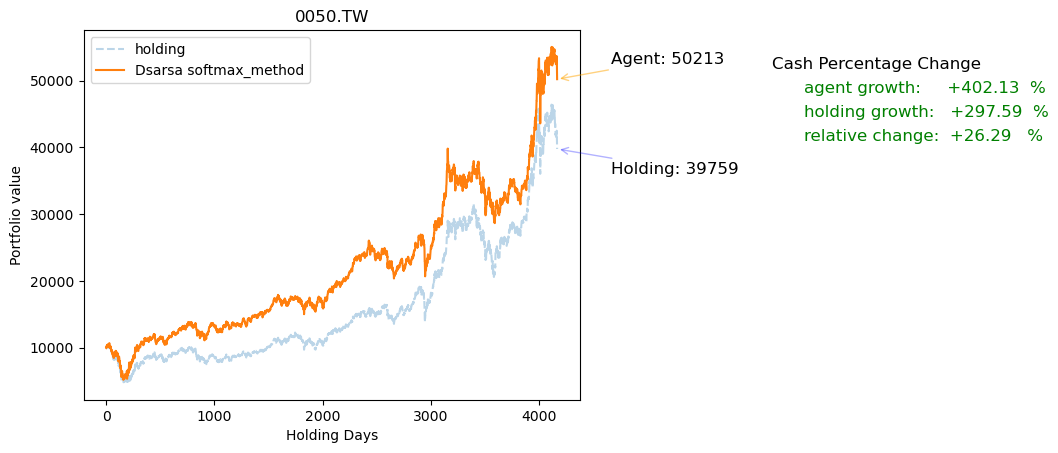 0050.TW
holding
Dsarsa softmax_method
Portfolio value
50000
40000
30000
20000
10000
0
1000
2000
3000
4000
Holding Days
Agent: 50213
Holding: 39759
Cash Percentage Change
agent growth: +402.13 %
holding growth: +297.59 %
relative change: +26.29 %